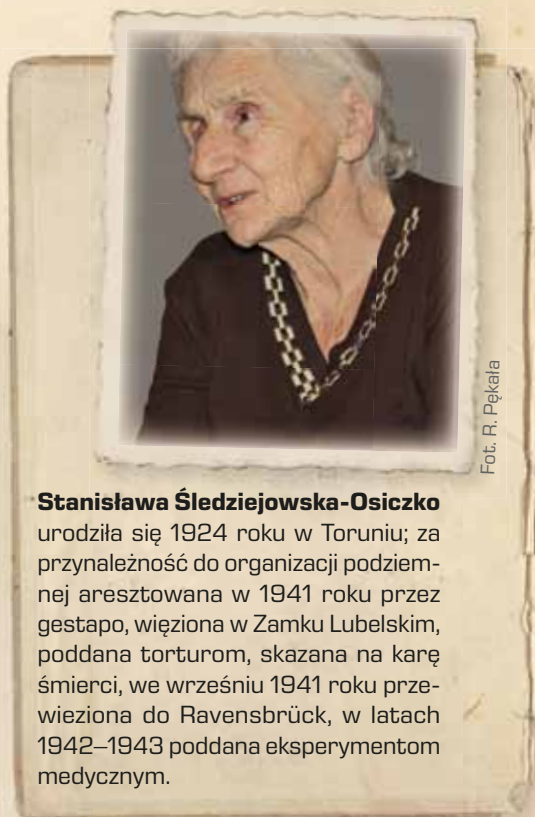 Fot. R. Pękała
Stanisława Śledziejowska-Osiczko
urodziła się 1924 roku w Toruniu; za
przynależność do organizacji podziem-
nej aresztowana w 1941 roku przez
gestapo, więziona w Zamku Lubelskim,
poddana torturom, skazana na karę
śmierci, we wrześniu 1941 roku prze-
wieziona do Ravensbrück, w latach
1942–1943 poddana eksperymentom
medycznym.